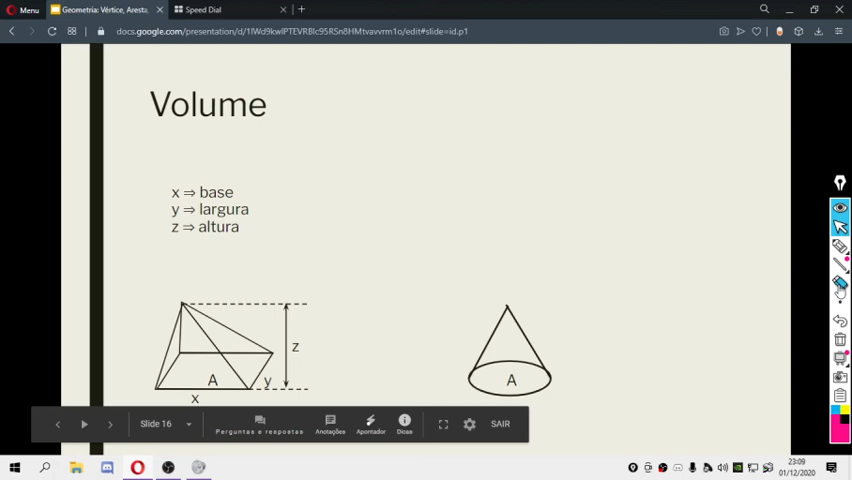 Menu
Geometria: Vértice, Aresta,
Speed Dial
docs.google.com/presentation/d/1lWd9kwlPTEVRBlc95RSn8HMtvavvrm1o/edit#slide=id.p1
Volume
x ⇒ base
y ⇒ largura
z ⇒ altura
z
A
y
x
A
Slide 16
Perguntas e respostas
Anotações
Apontador
Dicas
SAIR
23:09
01/12/2020